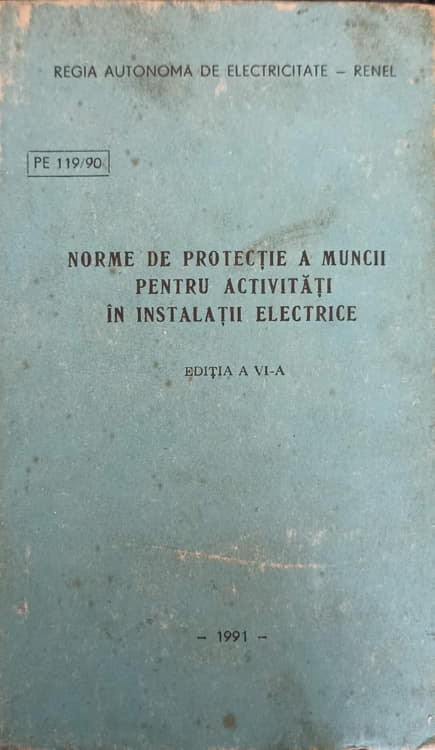 REGIA AUTONOMA DE ELECTRICITATE – RENEL
PE 119/90
NORME DE PROTECȚIE A MUNCII
PENTRU ACTIVITĂȚI
ÎN INSTALAȚII ELECTRICE
EDIȚIA A VI-A
– 1991 –